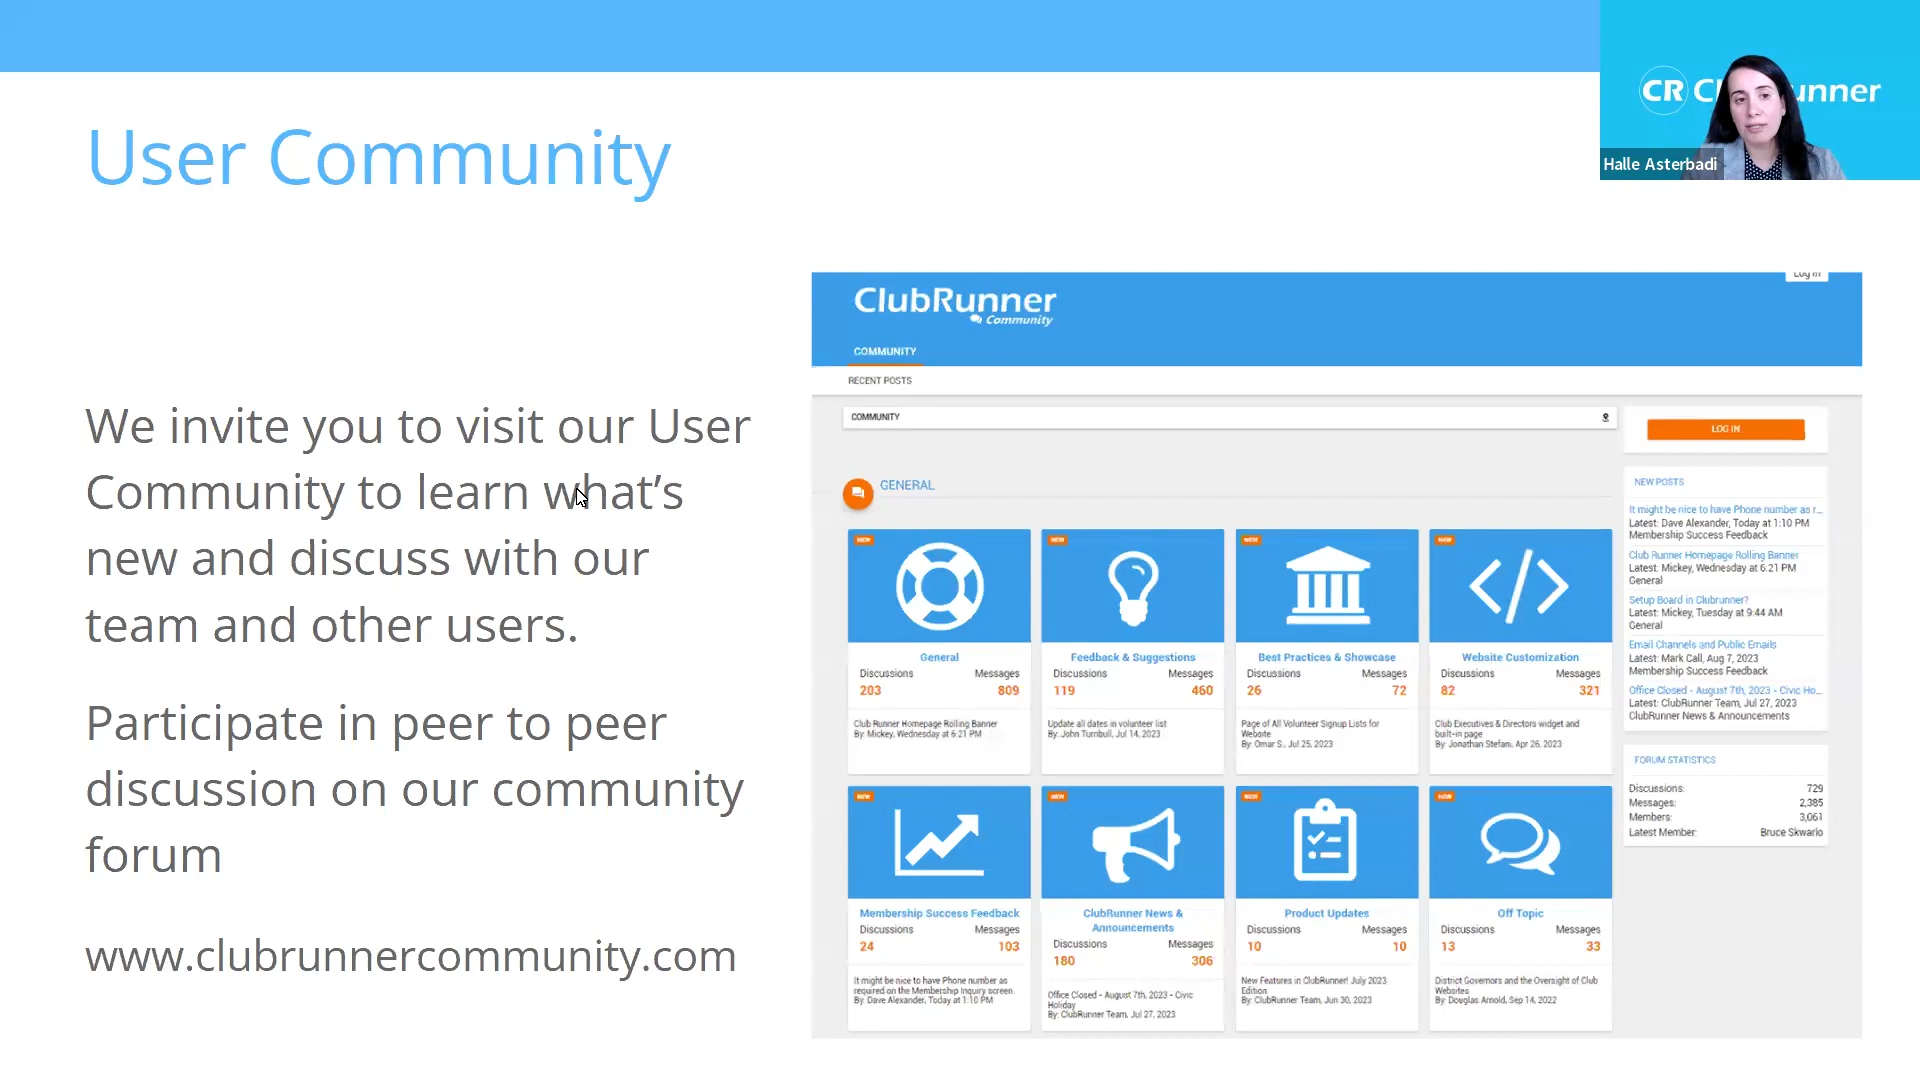 User Community
CR Cl unner
Halle Asterbadi
We invite you to visit our User
Community to learn what's
new and discuss with our
team and other users.
Participate in peer to peer
discussion on our community
forum
www.clubrunnercommunity.com
Log in
ClubRunner
Community
COMMUNITY
RECENT POSTS
COMMUNITY
LOG IN
GENERAL
NEW
General
Discussions Messages
203 809
Club Runner Homepage Rolling Banner
By: Mickey, Wednesday at 6:21 PM
NEW
Feedback & Suggestions
Discussions Messages
119 460
Update all dates in volunteer list
By: John Turnbull, Jul 14, 2023
NEW
Best Practices & Showcase
Discussions Messages
26 72
Page of All Volunteer Signup Lists for
Website
By: Omar S., Jul 25, 2023
NEW
Website Customization
Discussions Messages
82 321
Club Executives & Directors widget and
built-in page
By: Jonathan Stefani, Apr 26, 2023
NEW
Membership Success Feedback
Discussions Messages
24 103
It might be nice to have Phone number as
required on the Membership Inquiry screen
By: Dave Alexander, Today at 1:10 PM
NEW
ClubRunner News &
Announcements
Discussions Messages
180 306
Office Closed - August 7th, 2023 - Civic
Holiday
By: ClubRunner Team, Jul 27, 2023
NEW
Product Updates
Discussions Messages
10 10
New Features in ClubRunner! July 2023
Edition
By: ClubRunner Team, Jun 30, 2023
NEW
Off Topic
Discussions Messages
13 33
District Governors and the Oversight of Club
Websites
By: Douglas Arnold, Sep 14, 2022
NEW POSTS
It might be nice to have Phone number as r...
Latest: Dave Alexander, Today at 1:10 PM
Membership Success Feedback
Club Runner Homepage Rolling Banner
Latest: Mickey, Wednesday at 6:21 PM
General
Setup Board in Clubrunner?
Latest: Mickey, Tuesday at 9:44 AM
General
Email Channels and Public Emails
Latest: Mark Call, Aug 7, 2023
Membership Success Feedback
Office Closed - August 7th, 2023 - Civic Ho...
Latest: ClubRunner Team, Jul 27, 2023
ClubRunner News & Announcements
FORUM STATISTICS
Discussions: 729
Messages: 2,385
Members: 3,061
Latest Member: Bruce Skwarlo